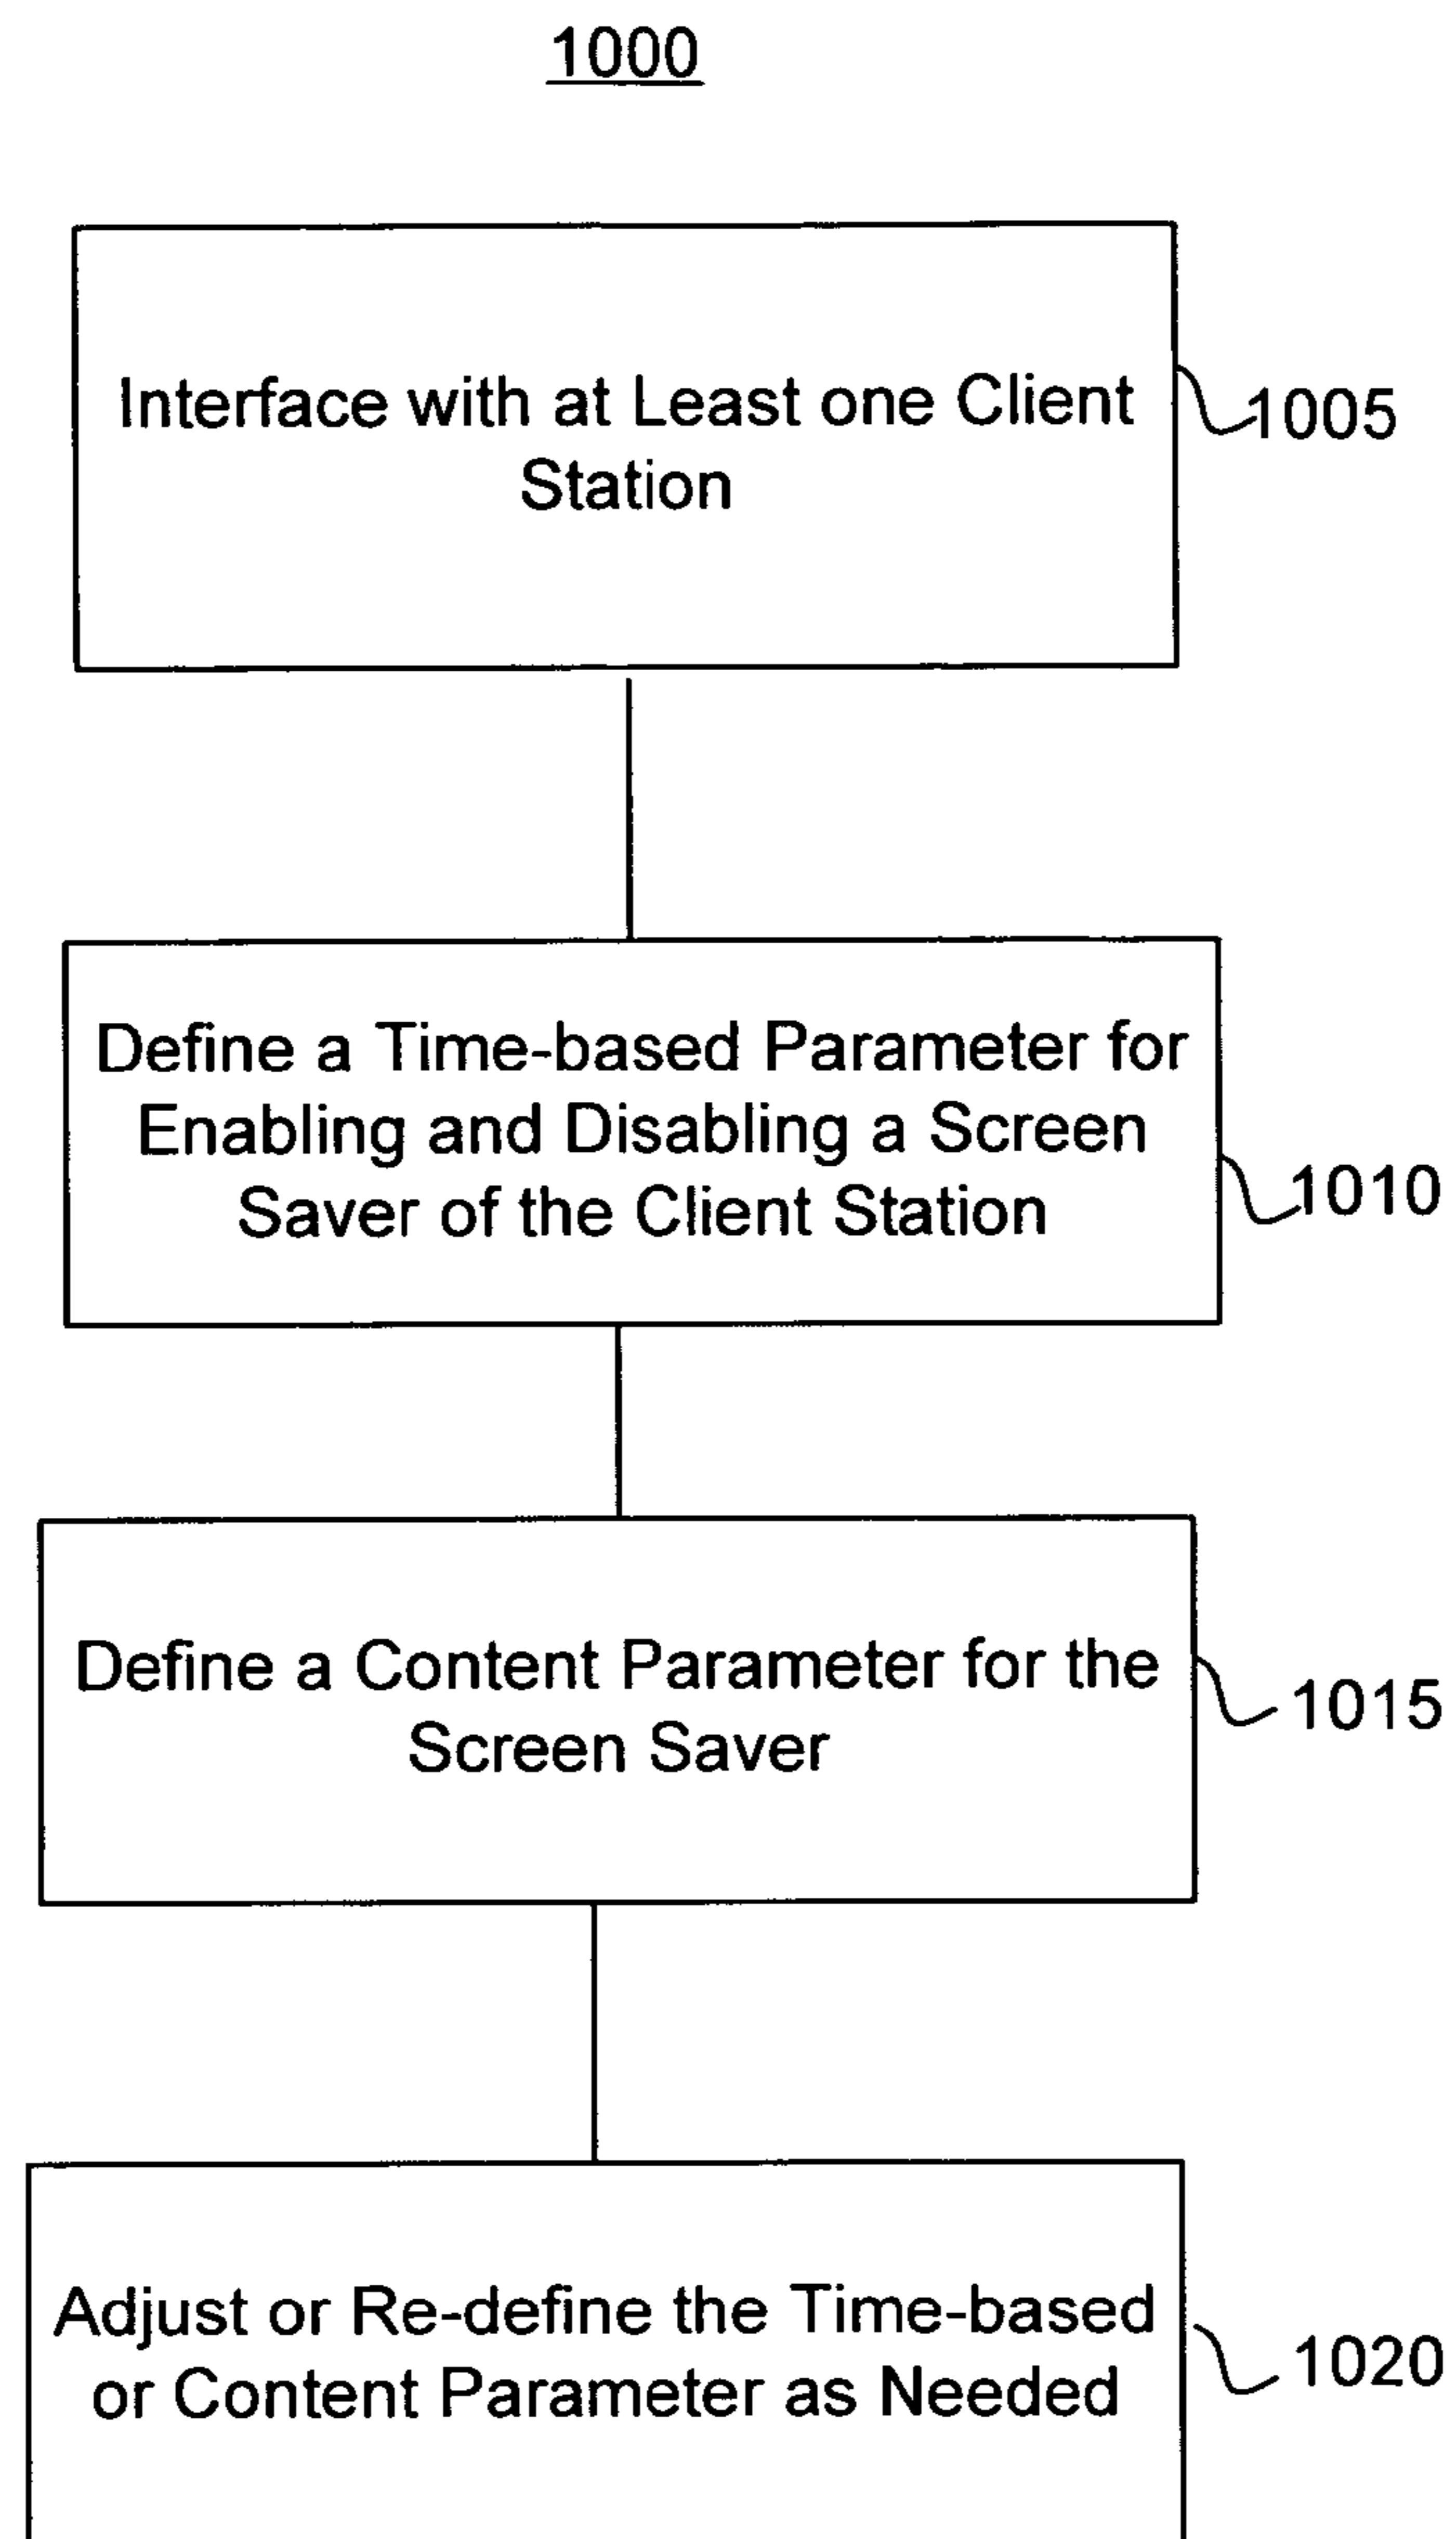 1000
Interface with at Least one Client
Station
1005
Define a Time-based Parameter for
Enabling and Disabling a Screen
Saver of the Client Station
1010
Define a Content Parameter for the
Screen Saver
1015
Adjust or Re-define the Time-based
or Content Parameter as Needed
1020